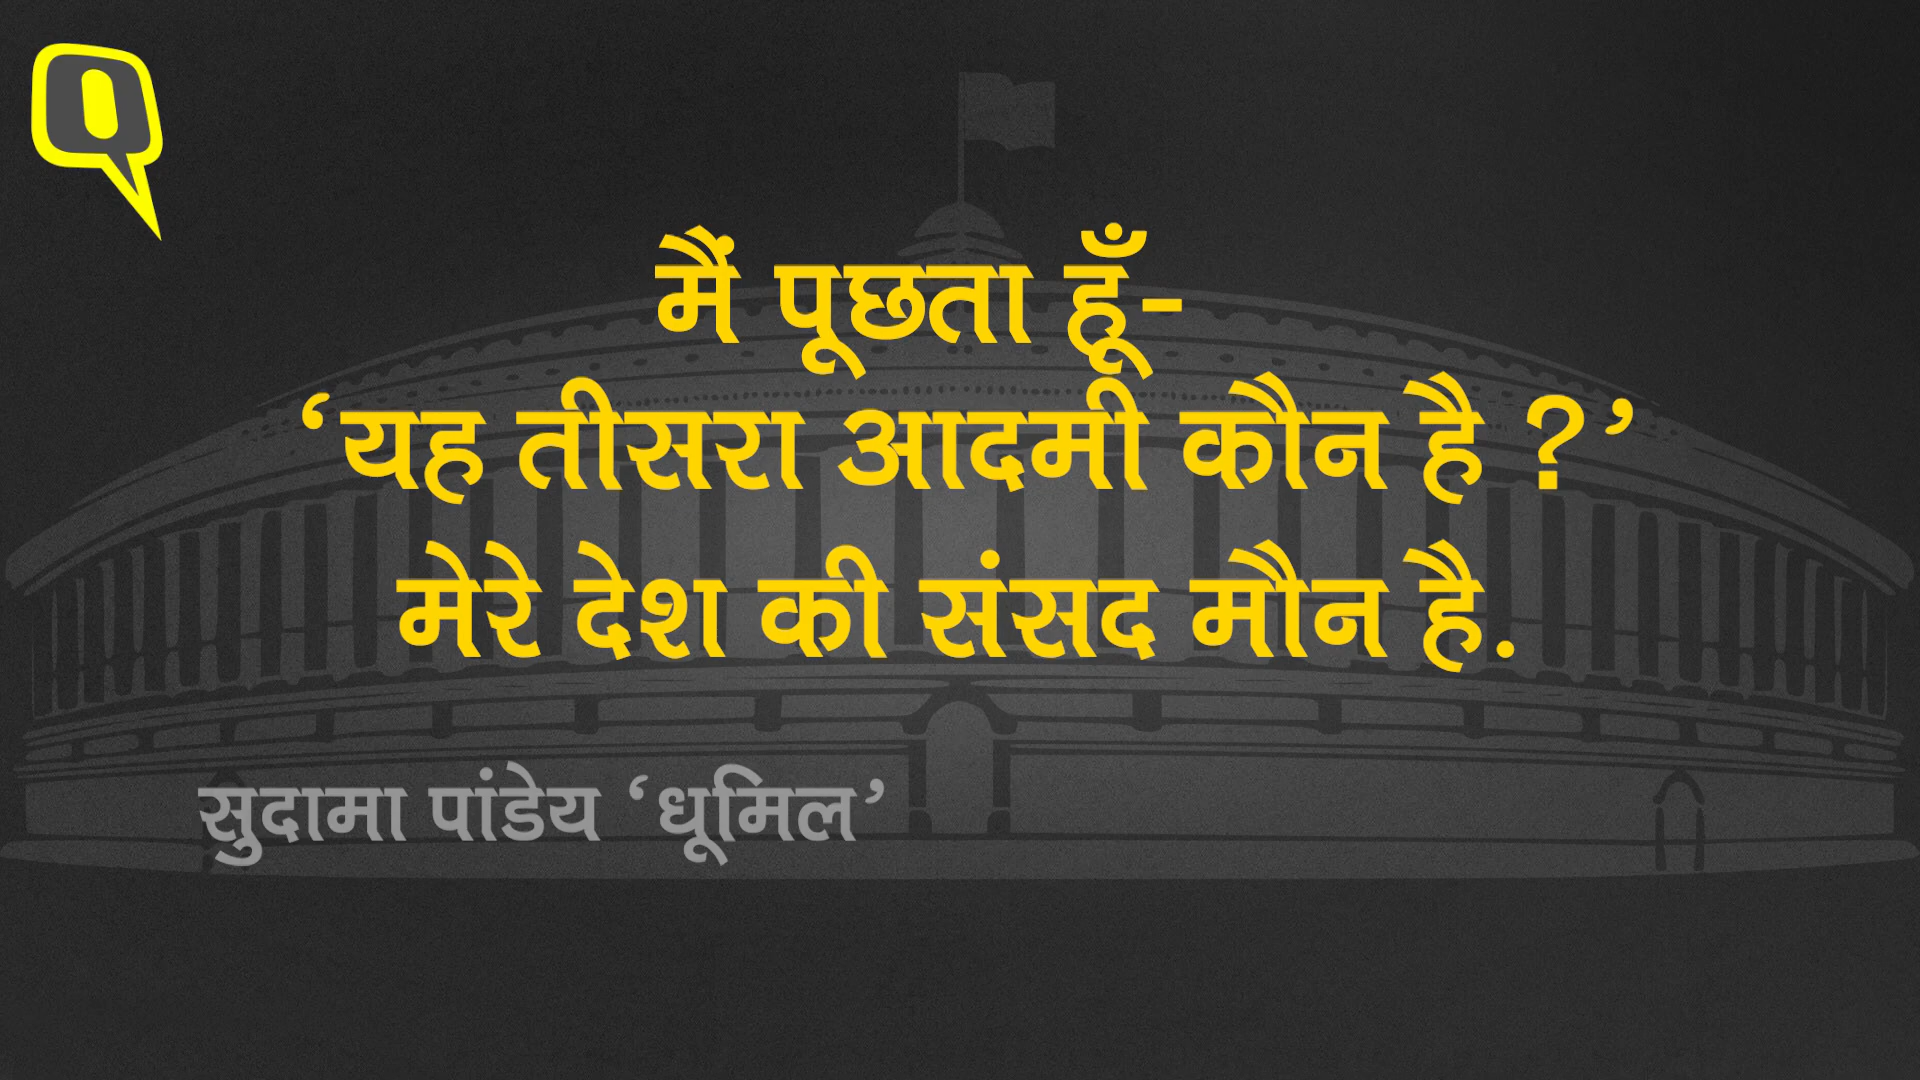 मैं पूछता हूँ-
‘यह तीसरा आदमी कौन है ?’
मेरे देश की संसद मौन है.
सुदामा पांडेय ‘धूमिल’